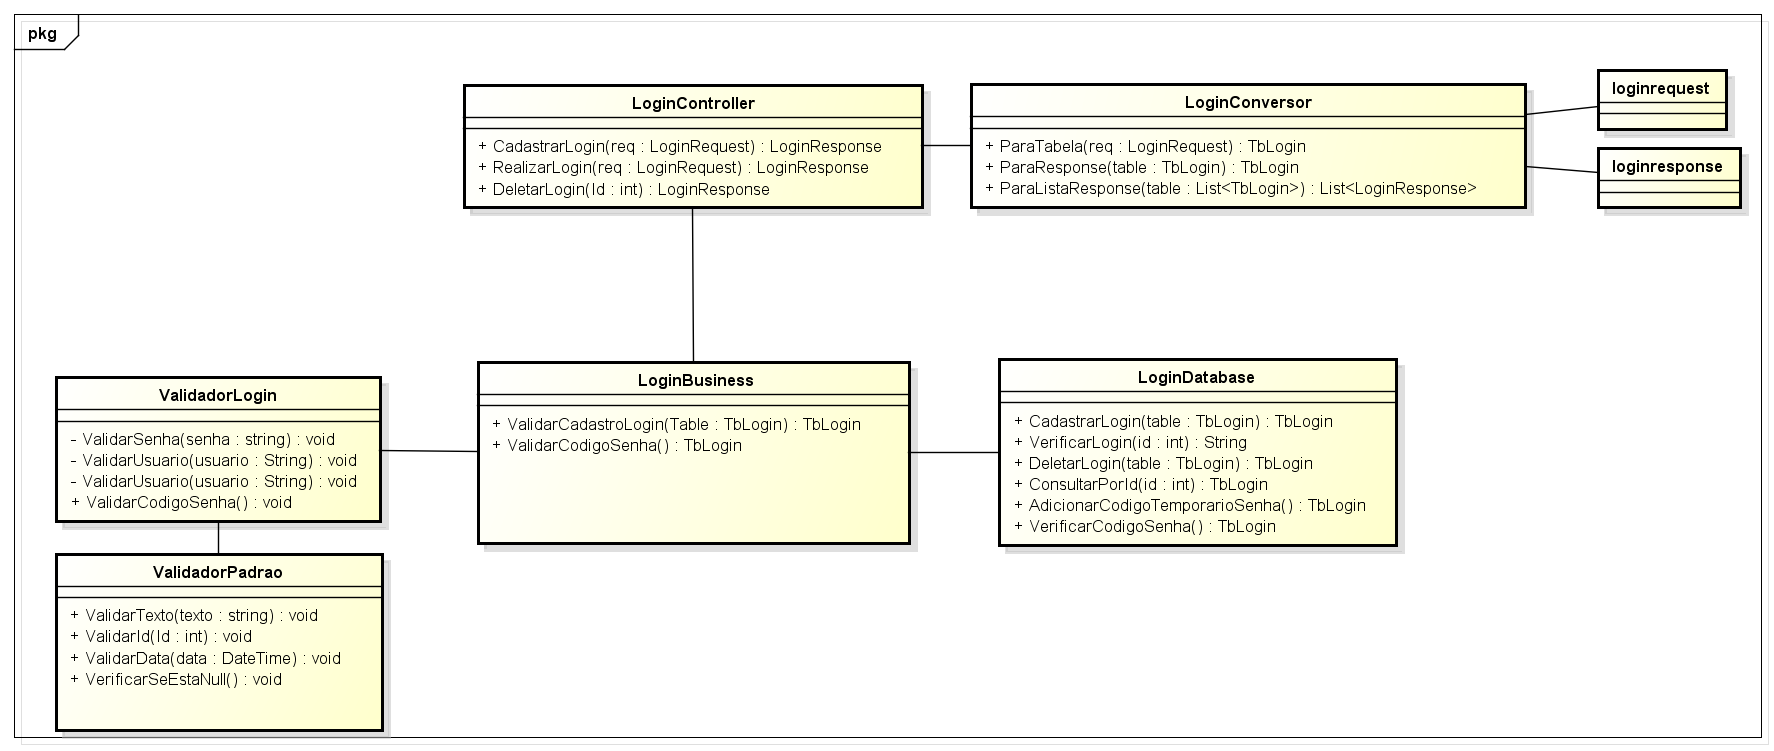 pkg
LoginController
+ CadastrarLogin(req : LoginRequest) : LoginResponse
+ RealizarLogin(req : LoginRequest) : LoginResponse
+ DeletarLogin(Id : int) : LoginResponse
LoginConversor
+ ParaTabela(req : LoginRequest) : TbLogin
+ ParaResponse(table : TbLogin) : TbLogin
+ ParaListaResponse(table : List<TbLogin>) : List<LoginResponse>
loginrequest
loginresponse
ValidadorLogin
- ValidarSenha(senha : string) : void
- ValidarUsuario(usuario : String) : void
- ValidarUsuario(usuario : String) : void
+ ValidarCodigoSenha() : void
LoginBusiness
+ ValidarCadastroLogin(Table : TbLogin) : TbLogin
+ ValidarCodigoSenha() : TbLogin
LoginDatabase
+ CadastrarLogin(table : TbLogin) : TbLogin
+ VerificarLogin(id : int) : String
+ DeletarLogin(table : TbLogin) : TbLogin
+ ConsultarPorId(id : int) : TbLogin
+ AdicionarCodigoTemporarioSenha() : TbLogin
+ VerificarCodigoSenha() : TbLogin
ValidadorPadrao
+ ValidarTexto(texto : string) : void
+ ValidarId(Id : int) : void
+ ValidarData(data : DateTime) : void
+ VerificarSeEstaNull() : void